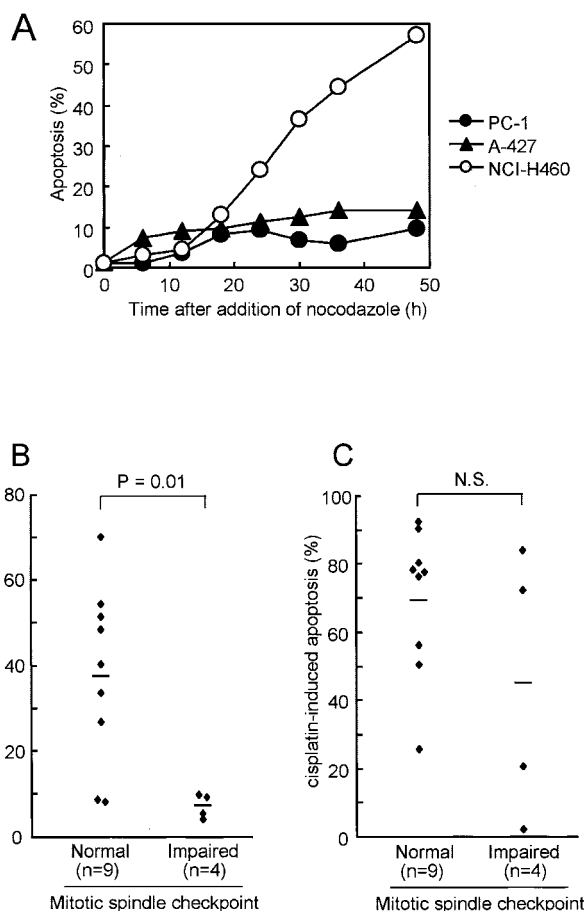 A
60
50
40
30
20
10
0
Apoptosis (%)
0 10 20 30 40 50
Time after addition of nocodazole (h)
PC-1
A-427
NCI-H460
B
P = 0.01
80
60
40
20
0
Normal
(n=9)
Impaired
(n=4)
Mitotic spindle checkpoint
C
N.S.
100
80
60
40
20
0
cisplatin-induced apoptosis (%)
Normal
(n=9)
Impaired
(n=4)
Mitotic spindle checkpoint